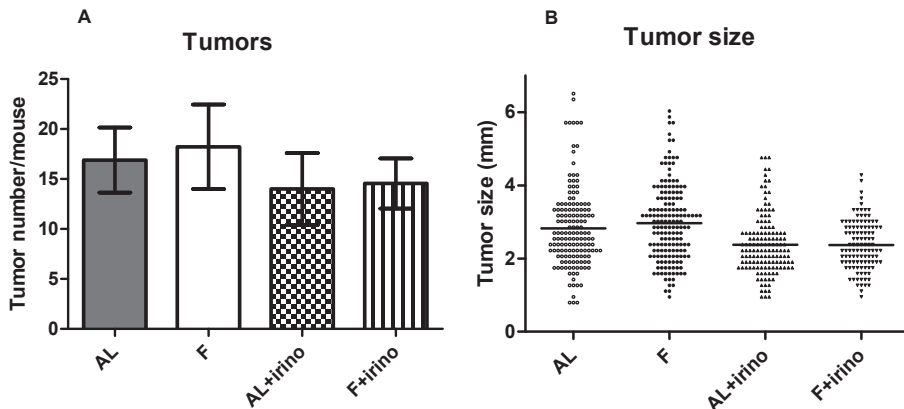 A
Tumors
Tumor number/mouse
25
20
15
10
5
0
AL
F
AL+irino
F+irino
B
Tumor size
Tumor size (mm)
6
4
2
0
AL
F
AL+irino
F+irino